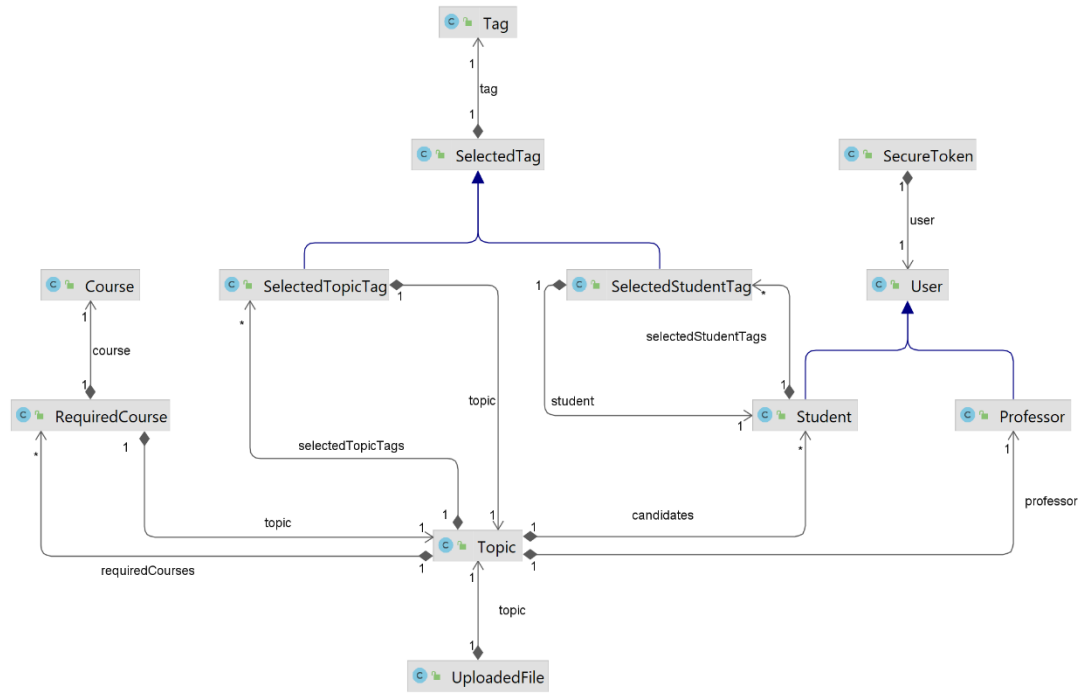 C Tag
1
tag
1
C SelectedTag
C SecureToken
1
user
1
C Course
C SelectedTopicTag
1
1 C SelectedStudentTag
C User
1
*
*
selectedStudentTags
course
topic
student
1
1
1
C RequiredCourse
C Student
C Professor
*
1
selectedTopicTags
*
1
professor
topic
1
1
1
1
candidates
C Topic
requiredCourses
1
1
1
topic
1
C UploadedFile